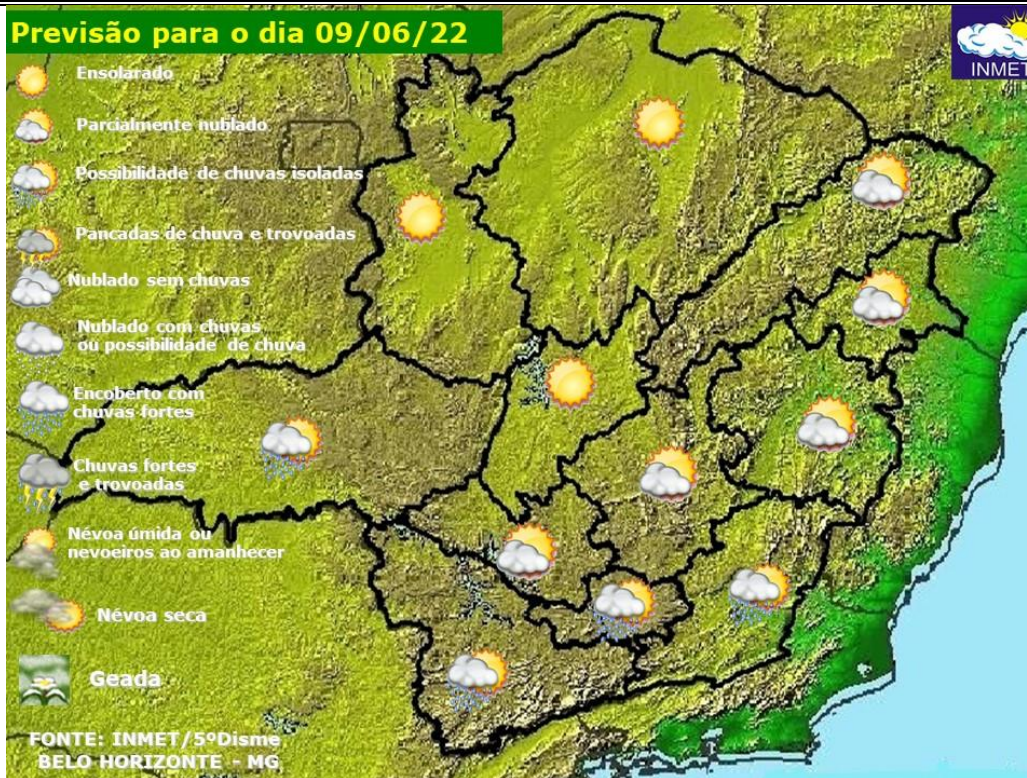 Previsão para o dia 09/06/22
INMET
Ensolarado
Parcialmente nublado
Possibilidade de chuvas isoladas
Pancadas de chuva e trovoadas
Nublado sem chuvas
Nublado com chuvas
ou possibilidade de chuva
Encoberto com
chuvas fortes
Chuvas fortes
e trovoadas
Névoa úmida ou
nevoeiros ao amanhecer
Névoa seca
Geada
FONTE: INMET/5ºDisme
BELO HORIZONTE - MG